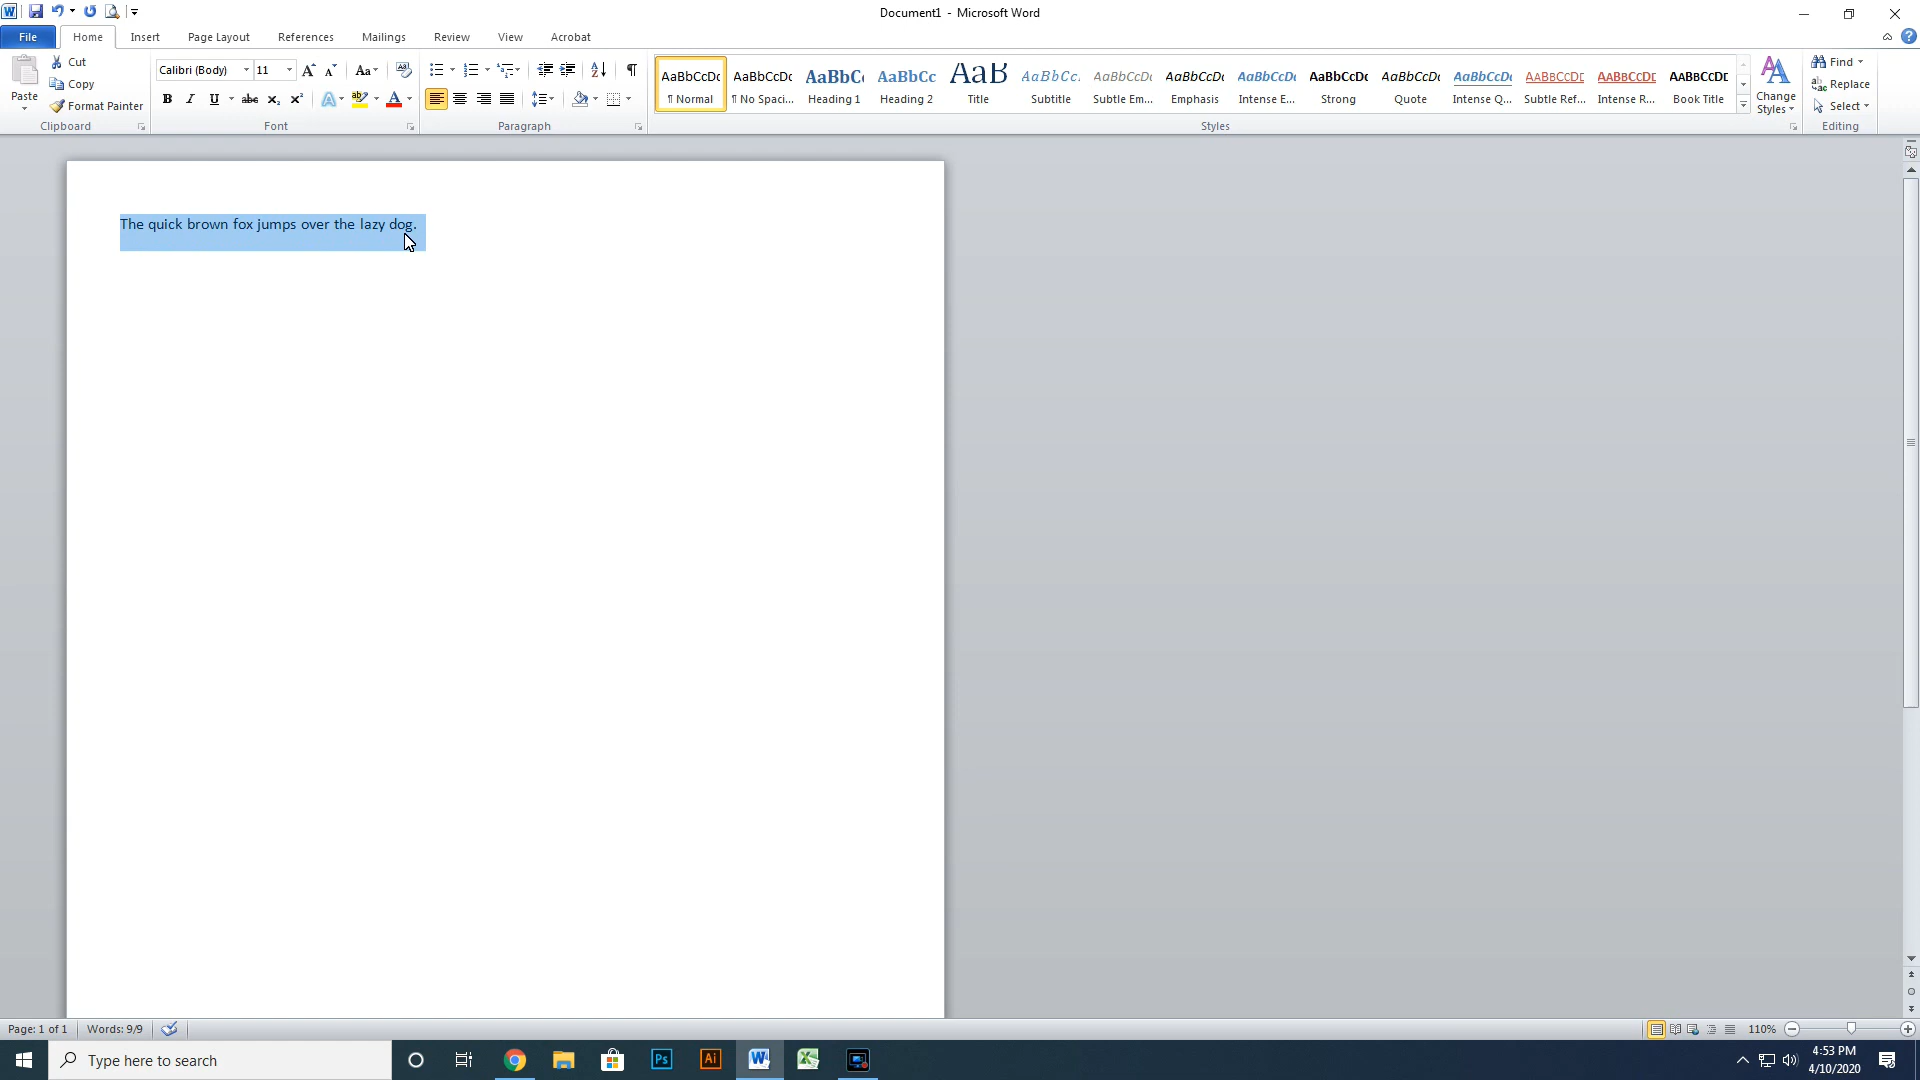 Document1 - Microsoft Word
File Home Insert Page Layout References Mailings Review View Acrobat
Paste
Cut
Copy
Format Painter
Clipboard
Calibri (Body) 11
Font
Paragraph
AaBbCcDc AaBbCcDc AaBbC AaBbCc AaB AaBbCc. AaBbCcDc AaBbCcDc AaBbCcDc AaBbCcDc AaBbCcDc AaBbCcDc AABBCCDE AABBCCDE AABBCCDE
¶ Normal ¶ No Spaci... Heading 1 Heading 2 Title Subtitle Subtle Em... Emphasis Intense E... Strong Quote Intense Q... Subtle Ref... Intense R... Book Title
Styles
Change
Styles
Find
Replace
Select
Editing
The quick brown fox jumps over the lazy dog.
Page: 1 of 1 Words: 9/9 110%
Type here to search
4:53 PM
4/10/2020